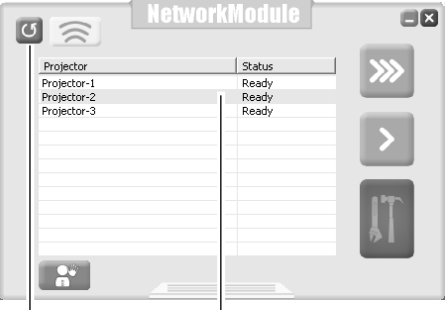 NetworkModule
Projector Status
Projector-1 Ready
Projector-2 Ready
Projector-3 Ready